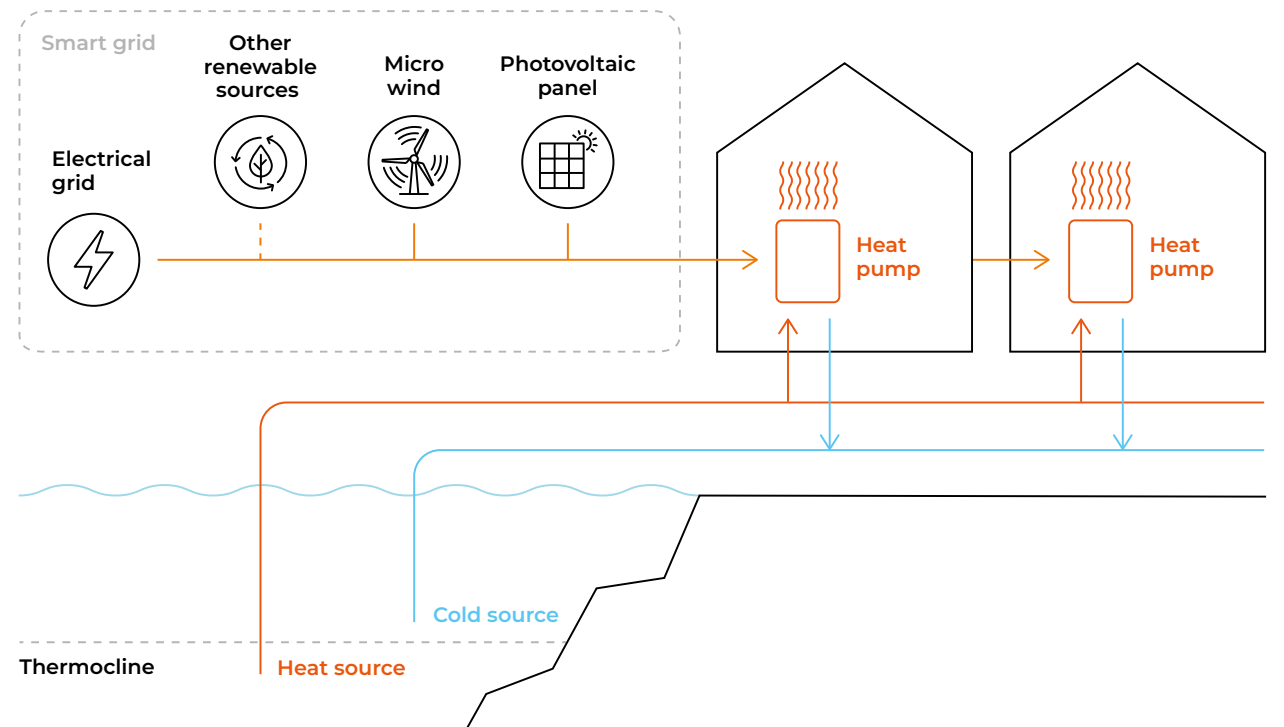 Smart grid
Other
renewable
sources
Micro
wind
Photovoltaic
panel
Electrical
grid
Heat
pump
Heat
pump
Cold source
Thermocline
Heat source